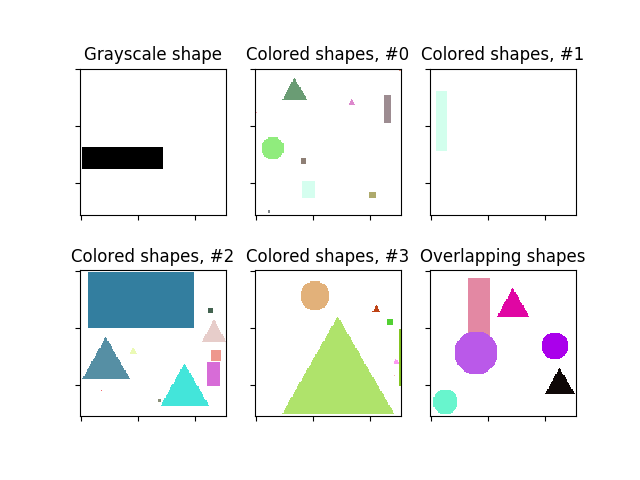 Grayscale shape
Colored shapes, #0
Colored shapes, #1
Colored shapes, #2
Colored shapes, #3
Overlapping shapes